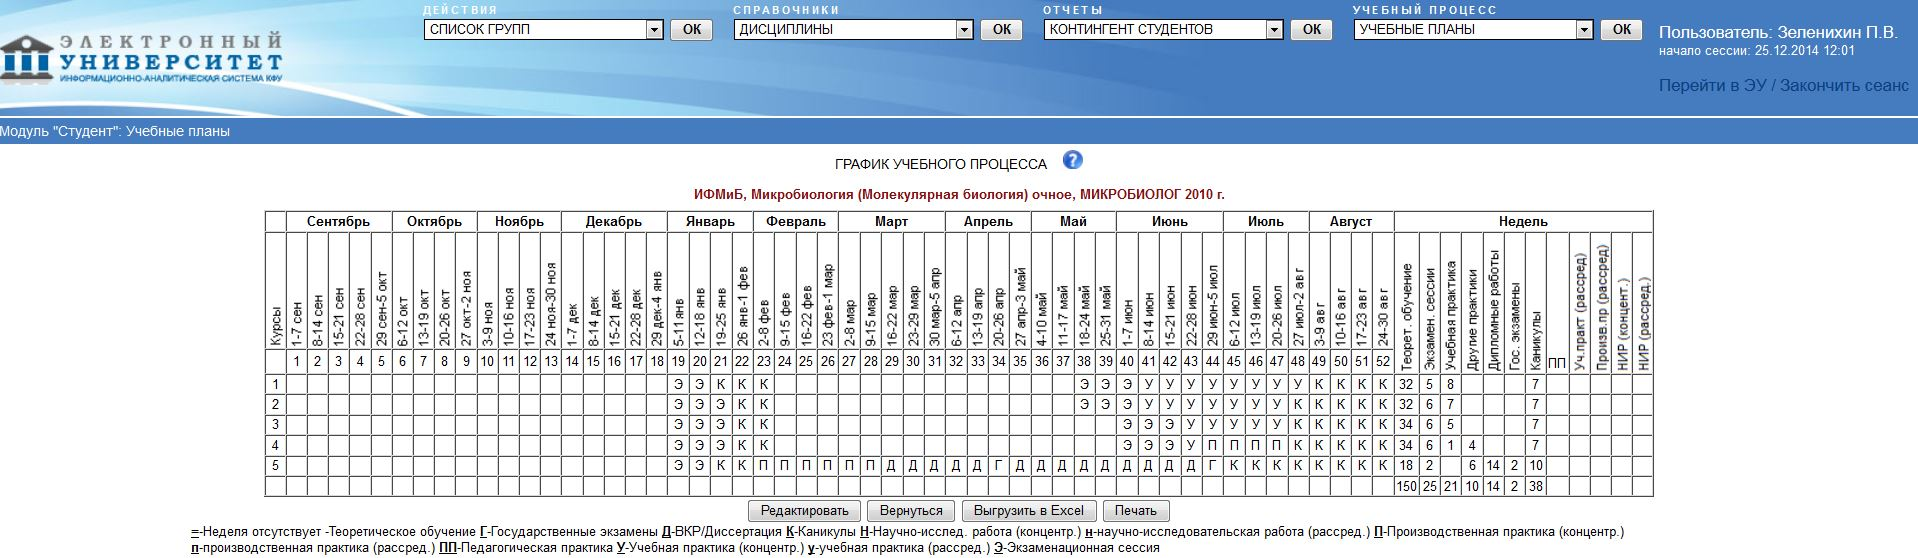 ДЕЙСТВИЯ СПРАВОЧНИКИ ОТЧЕТЫ УЧЕБНЫЙ ПРОЦЕСС
СПИСОК ГРУПП ОК ДИСЦИПЛИНЫ ОК КОНТИНГЕНТ СТУДЕНТОВ ОК УЧЕБНЫЕ ПЛАНЫ ОК
Пользователь: Зеленихин П.В.
начало сессии: 25.12.2014 12:01
Перейти в ЭУ / Закончить сеанс
ЭЛЕКТРОННЫЙ
УНИВЕРСИТЕТ
ИНФОРМАЦИОННО-АНАЛИТИЧЕСКАЯ СИСТЕМА КФУ
Модуль "Студент": Учебные планы
ГРАФИК УЧЕБНОГО ПРОЦЕССА ?
ИФМиБ, Микробиология (Молекулярная биология) очное, МИКРОБИОЛОГ 2010 г.
Сентябрь Октябрь Ноябрь Декабрь Январь Февраль Март Апрель Май Июнь Июль Август Недель
Курсы 1-7 сен 8-14 сен 15-21 сен 22-28 сен 29 сен-5 окт 6-12 окт 13-19 окт 20-26 окт 27 окт-2 ноя 3-9 ноя 10-16 ноя 17-23 ноя 24 ноя-30 ноя 1-7 дек 8-14 дек 15-21 дек 22-28 дек 29 дек-4 янв 5-11 янв 12-18 янв 19-25 янв 26 янв-1 фев 2-8 фев 9-15 фев 16-22 фев 23 фев-1 мар 2-8 мар 9-15 мар 16-22 мар 23-29 мар 30 мар-5 апр 6-12 апр 13-19 апр 20-26 апр 27 апр-3 май 4-10 май 11-17 май 18-24 май 25-31 май 1-7 июн 8-14 июн 15-21 июн 22-28 июн 29 июн-5 июл 6-12 июл 13-19 июл 20-26 июл 27 июл-2 авг 3-9 авг 10-16 авг 17-23 авг 24-30 авг Теорет. обучение Экзамен. сессии Учебная практика Другие практики Дипломные работы Гос. экзамены Каникулы ПП Уч.практ (рассред) Произв.пр (рассред) НИР (концент.) НИР (рассред.)
1 2 3 4 5 6 7 8 9 10 11 12 13 14 15 16 17 18 19 20 21 22 23 24 25 26 27 28 29 30 31 32 33 34 35 36 37 38 39 40 41 42 43 44 45 46 47 48 49 50 51 52
1 Э Э К К К Э Э Э У У У У У У У У К К К К 32 5 8 7
2 Э Э Э К К Э Э Э У У У У У У У К К К К К 32 6 7 7
3 Э Э Э К К Э Э Э У У У У У К К К К К 34 6 5 7
4 Э Э Э К К Э Э Э У П П П П К К К К К 34 6 1 4 7
5 Э Э К К П П П П П П Д Д Д Д Д Г Д Д Д Д Д Д Д Д Д Г К К К К К К К К 18 2 6 14 2 10
150 25 21 10 14 2 38
Редактировать Вернуться Выгрузить в Excel Печать
=-Неделя отсутствует -Теоретическое обучение Г-Государственные экзамены Д-ВКР/Диссертация К-Каникулы Н-Научно-исслед. работа (концентр.) н-научно-исследовательская работа (рассред.) П-Производственная практика (концентр.)
п-производственная практика (рассред.) ПП-Педагогическая практика У-Учебная практика (концентр.) у-учебная практика (рассред.) Э-Экзаменационная сессия